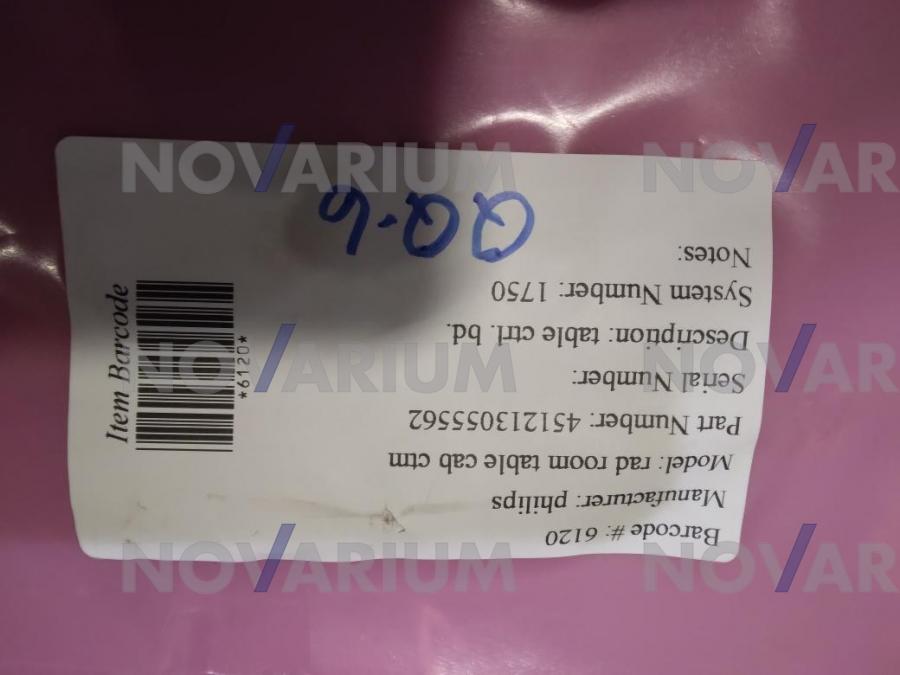 Barcode #: 6120
Manufacturer: philips
Model: rad room table cab ctm
Part Number: 451213055562
Serial Number:
Description: table ctrl. bd.
System Number: 1750
Notes:
QQ-6
Item Barcode
*6120*
NOVARIUM
NOVAR
NOVARIUM
NOVAR
NOVARIUM
NOVAR